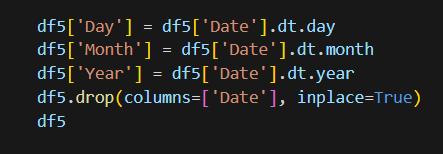 df5['Day'] = df5['Date'].dt.day
df5['Month'] = df5['Date'].dt.month
df5['Year'] = df5['Date'].dt.year
df5.drop(columns=['Date'], inplace=True)
df5